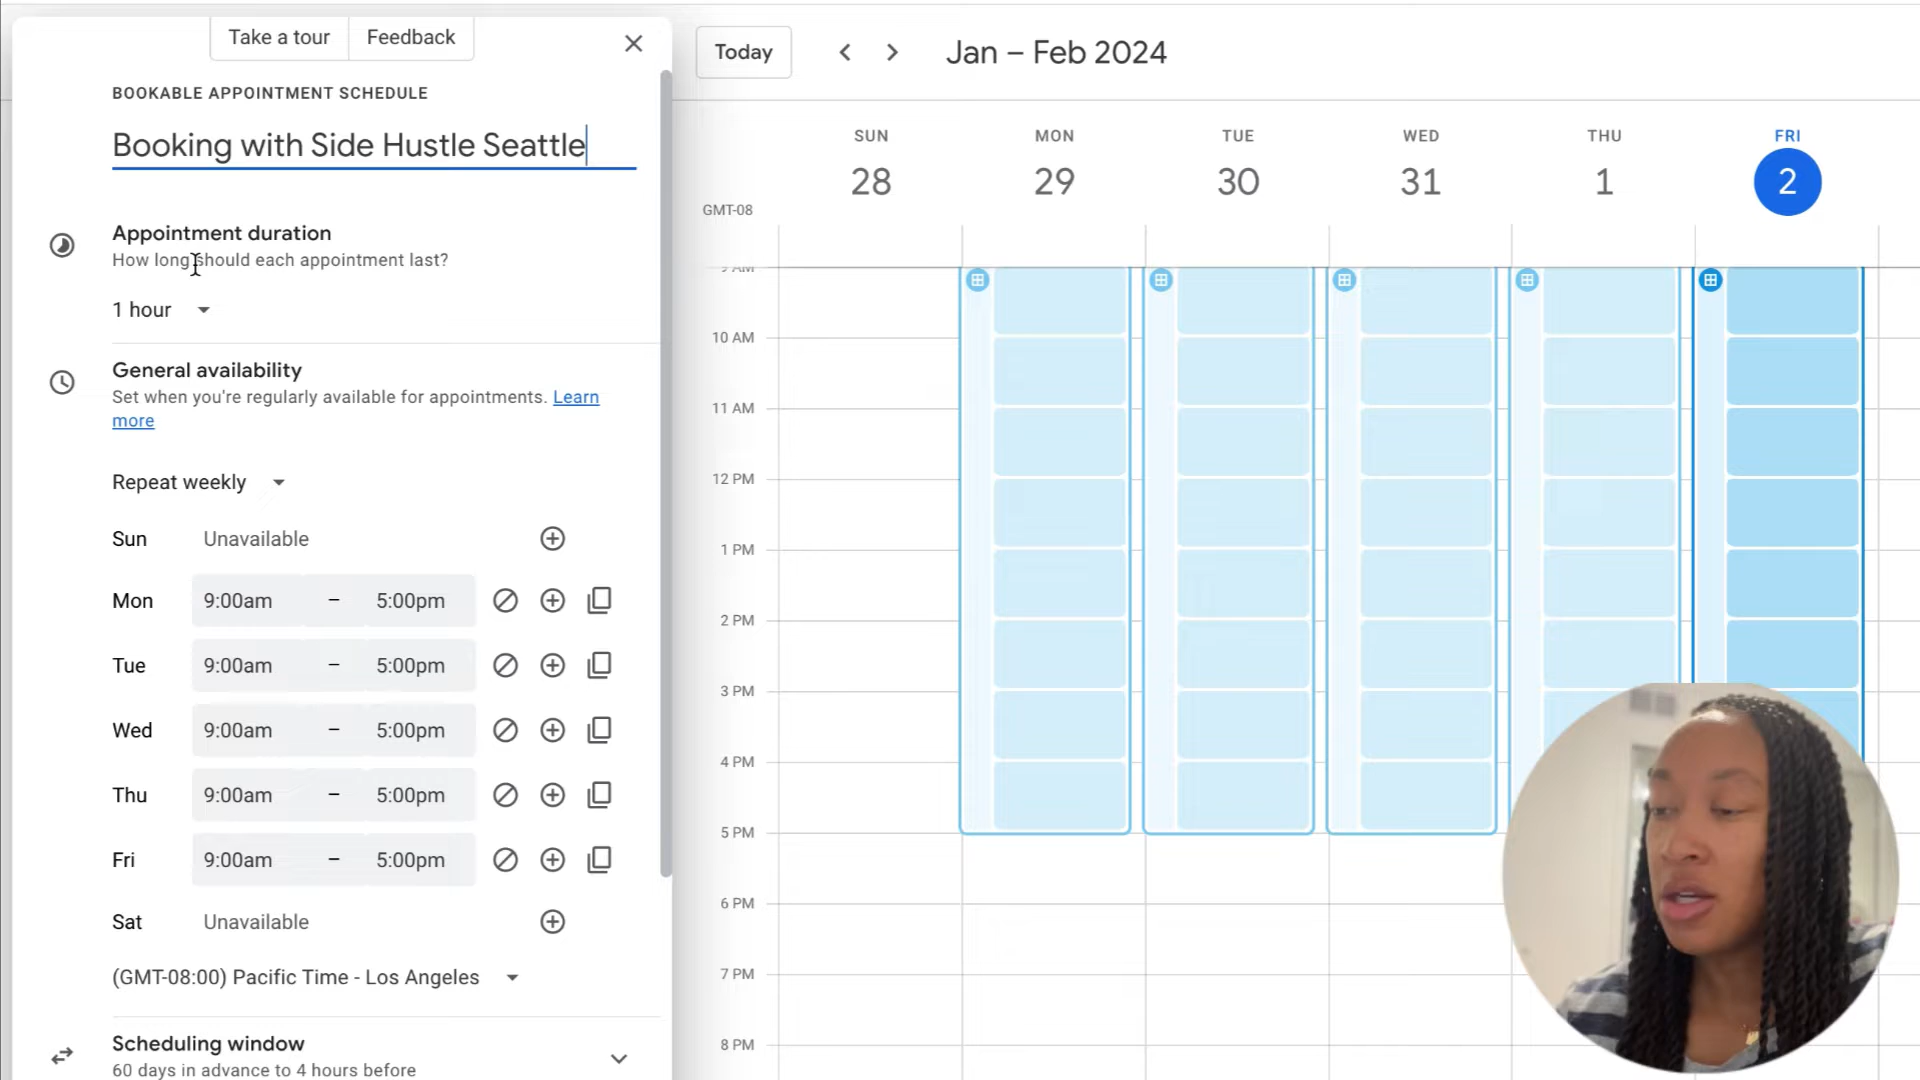 Take a tour
Feedback
BOOKABLE APPOINTMENT SCHEDULE
Booking with Side Hustle Seattle
Appointment duration
How long should each appointment last?
1 hour
General availability
Set when you're regularly available for appointments. Learn
more
Repeat weekly
Sun Unavailable
Mon 9:00am – 5:00pm
Tue 9:00am – 5:00pm
Wed 9:00am – 5:00pm
Thu 9:00am – 5:00pm
Fri 9:00am – 5:00pm
Sat Unavailable
(GMT-08:00) Pacific Time - Los Angeles
Scheduling window
60 days in advance to 4 hours before
Today
Jan – Feb 2024
SUN MON TUE WED THU FRI
28 29 30 31 1 2
GMT-08
9 AM
10 AM
11 AM
12 PM
1 PM
2 PM
3 PM
4 PM
5 PM
6 PM
7 PM
8 PM